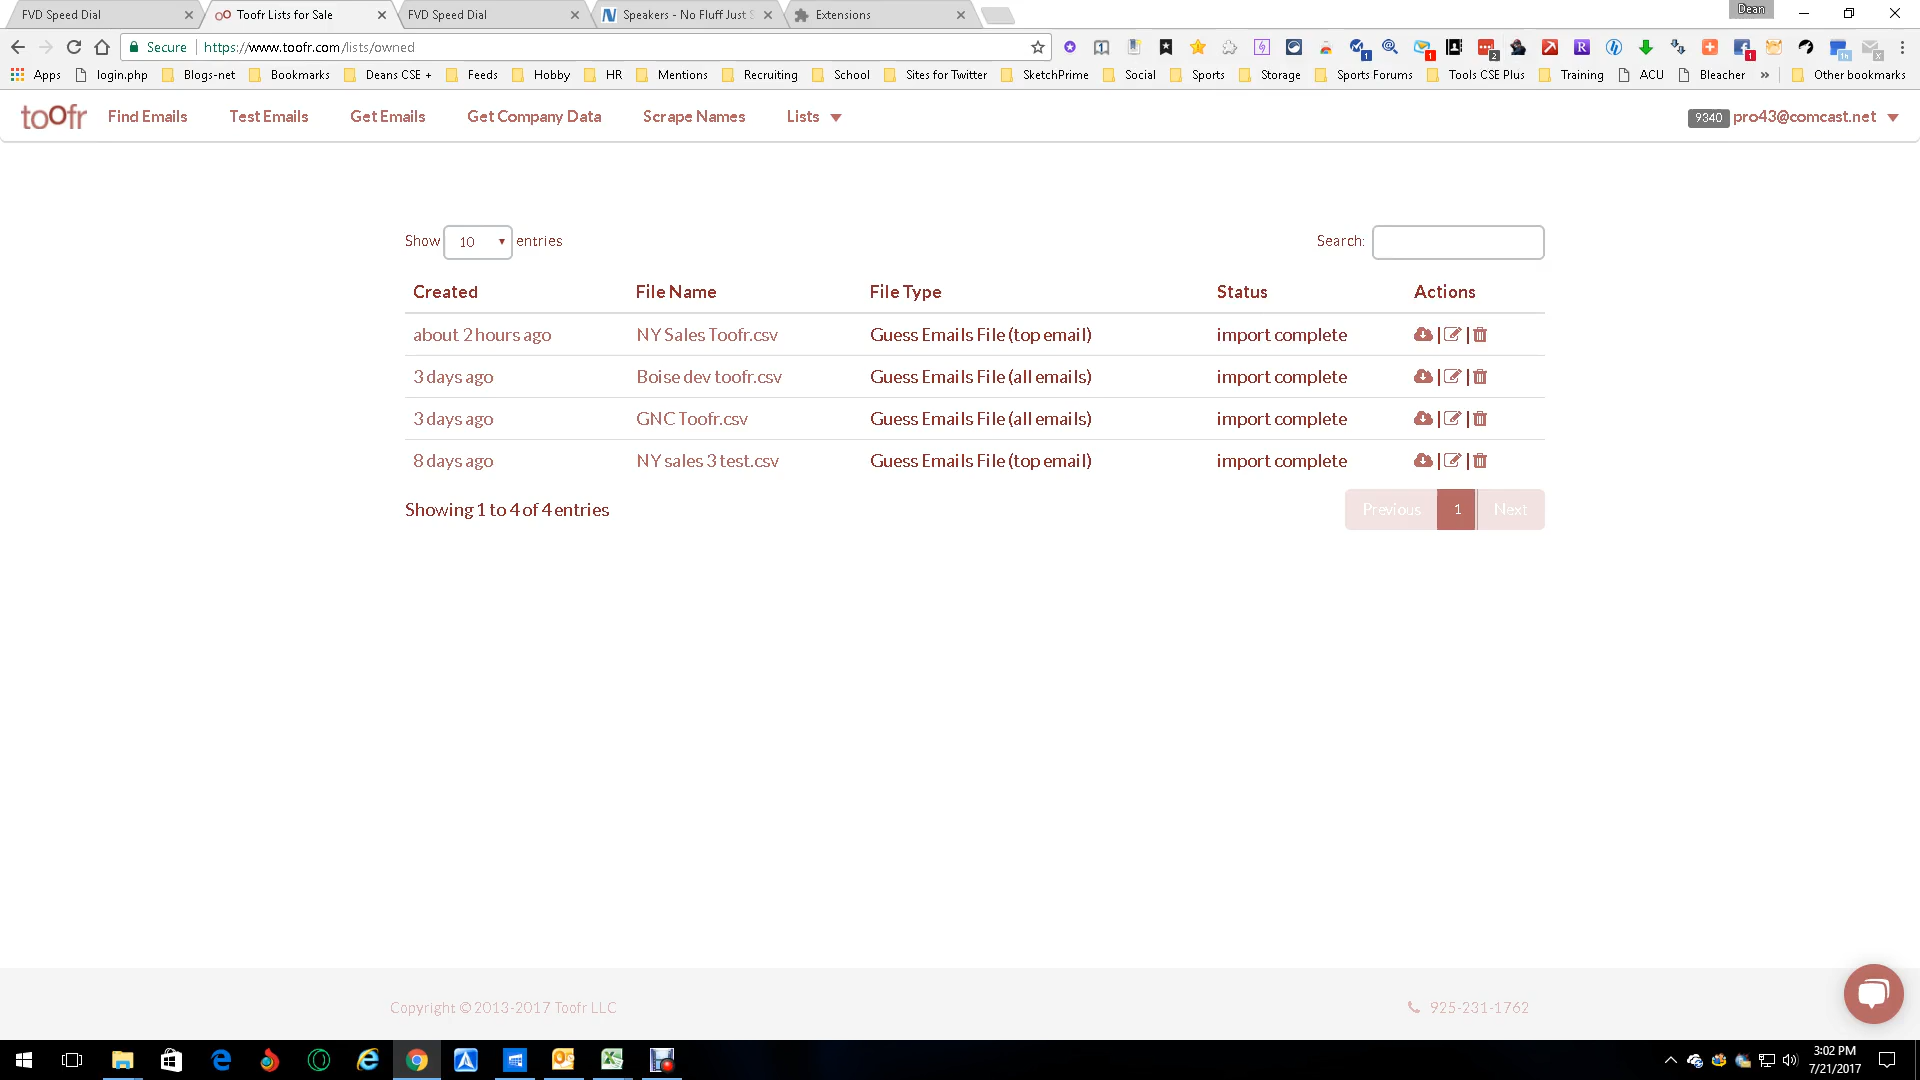 FVD Speed Dial
Toofr Lists for Sale
FVD Speed Dial
Speakers - No Fluff Just S
Extensions
Dean
Secure
https://www.toofr.com/lists/owned
1
1
2
1
1h
x
Apps
login.php
Blogs-net
Bookmarks
Deans CSE +
Feeds
Hobby
HR
Mentions
Recruiting
School
Sites for Twitter
SketchPrime
Social
Sports
Storage
Sports Forums
Tools CSE Plus
Training
ACU
Bleacher
»
Other bookmarks
toOfr
Find Emails
Test Emails
Get Emails
Get Company Data
Scrape Names
Lists
9340 pro43@comcast.net
Show 10 entries
Search:
Created File Name File Type Status Actions
about 2 hours ago NY Sales Toofr.csv Guess Emails File (top email) import complete | |
3 days ago Boise dev toofr.csv Guess Emails File (all emails) import complete | |
3 days ago GNC Toofr.csv Guess Emails File (all emails) import complete | |
8 days ago NY sales 3 test.csv Guess Emails File (top email) import complete | |
Showing 1 to 4 of 4 entries
Previous 1 Next
Copyright © 2013-2017 Toofr LLC
925-231-1762
3:02 PM
7/21/2017